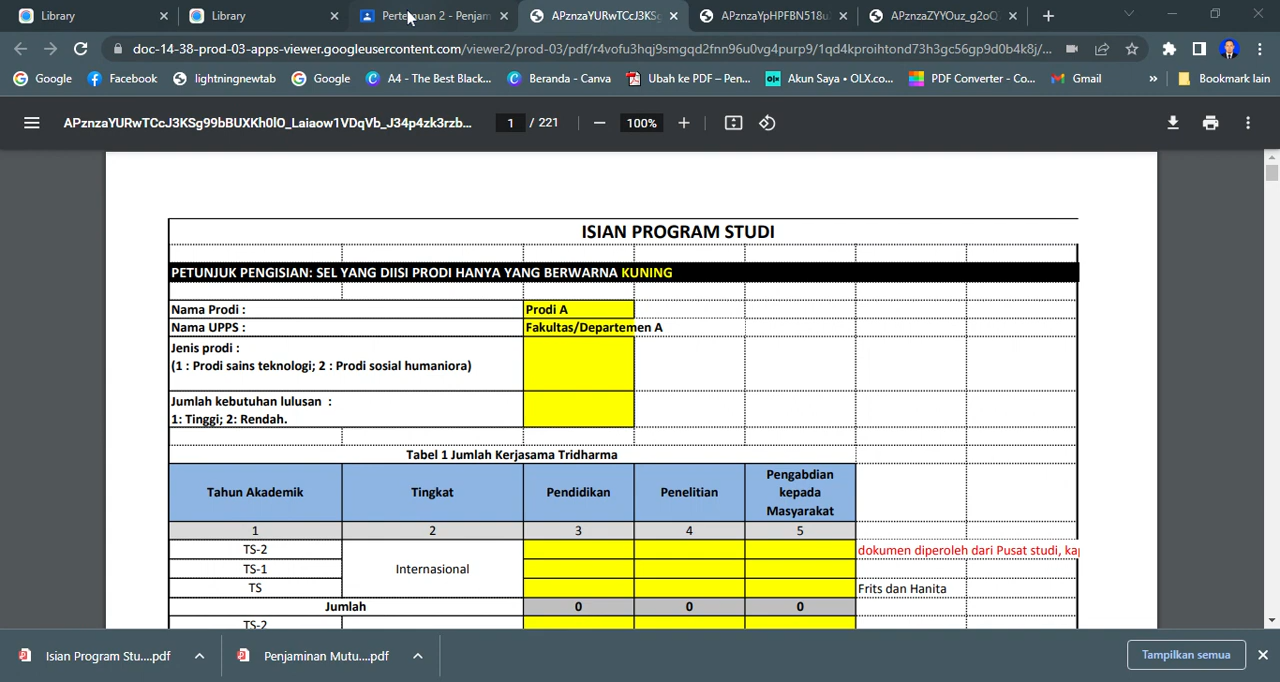 Library
Library
Pertemuan 2 - Penjam
APznzaYURwTCcJ3KSg
APznzaYpHPFBN518u
APznzaZYYOuz_g2oQ
doc-14-38-prod-03-apps-viewer.googleusercontent.com/viewer2/prod-03/pdf/r4vofu3hqj9smgqd2fnn96u0vg4purp9/1qd4kproihtond73h3gc56gp9d0b4k8j/...
Google
Facebook
lightningnewtab
Google
A4 - The Best Black...
Beranda - Canva
Ubah ke PDF – Pen...
Akun Saya • OLX.co...
PDF Converter - Co...
Gmail
»
Bookmark lain
APznzaYURwTCcJ3KSg99bBUXKh0lO_Laiaow1VDqVb_J34p4zk3rzb...
1 / 221
100%
ISIAN PROGRAM STUDI
PETUNJUK PENGISIAN: SEL YANG DIISI PRODI HANYA YANG BERWARNA KUNING
Nama Prodi : Prodi A
Nama UPPS : Fakultas/Departemen A
Jenis prodi :
(1 : Prodi sains teknologi; 2 : Prodi sosial humaniora)
Jumlah kebutuhan lulusan :
1: Tinggi; 2: Rendah.
Tabel 1 Jumlah Kerjasama Tridharma
Tahun Akademik Tingkat Pendidikan Penelitian Pengabdian kepada Masyarakat
1 2 3 4 5
TS-2 dokumen diperoleh dari Pusat studi, kap
TS-1 Internasional
TS Frits dan Hanita
Jumlah 0 0 0
TS-2
Isian Program Stu....pdf
Penjaminan Mutu....pdf
Tampilkan semua